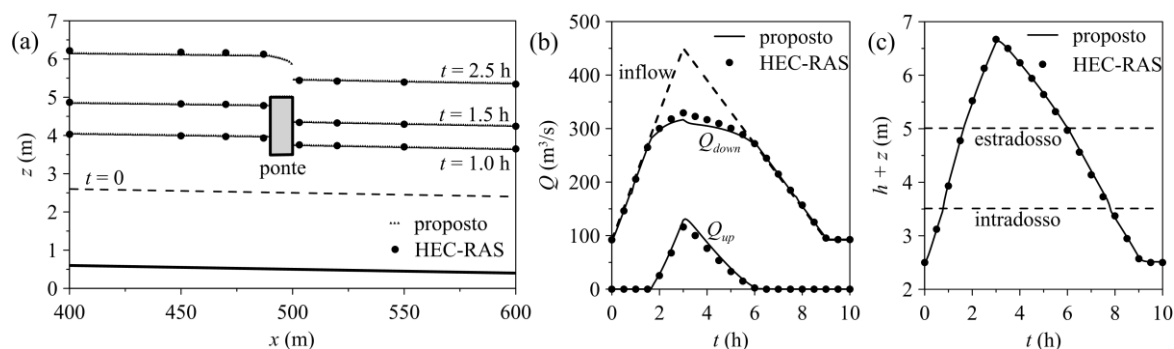 (a)
7
6
5
4
3
2
1
0
z (m)
t = 2.5 h
t = 1.5 h
ponte
t = 1.0 h
t = 0
proposto
HEC-RAS
400
450
500
550
600
x (m)
(b)
500
400
300
200
100
0
Q (m³/s)
proposto
HEC-RAS
inflow
Qdown
Qup
0
2
4
6
8
10
t (h)
(c)
7
6
5
4
3
2
h + z (m)
proposto
HEC-RAS
estradosso
intradosso
0
2
4
6
8
10
t (h)